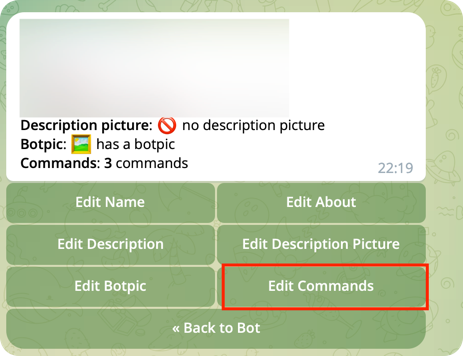 Description picture: 🚫 no description picture
Botpic: 🖼️ has a botpic
Commands: 3 commands
22:19
Edit Name
Edit About
Edit Description
Edit Description Picture
Edit Botpic
Edit Commands
« Back to Bot